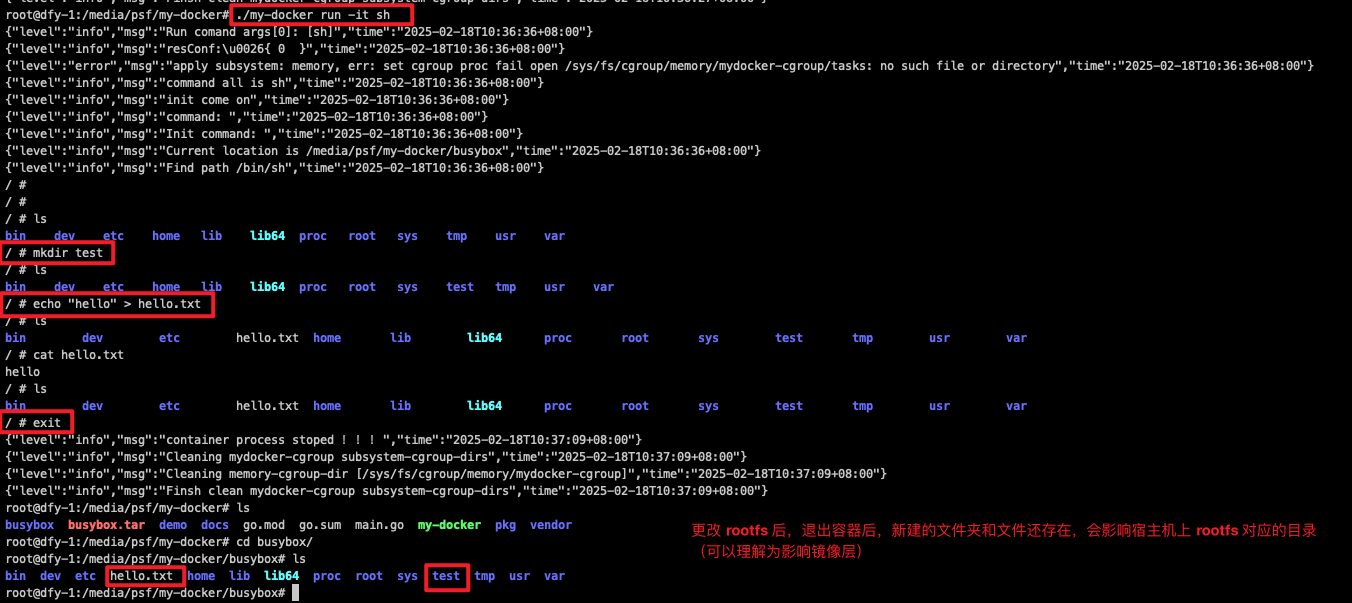 root@dfy-1:/media/psf/my-docker# ./my-docker run -it sh
{"level":"info","msg":"Run comand args[0]: [sh]","time":"2025-02-18T10:36:36+08:00"}
{"level":"info","msg":"resConf:\u0026{ 0  }","time":"2025-02-18T10:36:36+08:00"}
{"level":"error","msg":"apply subsystem: memory, err: set cgroup proc fail open /sys/fs/cgroup/memory/mydocker-cgroup/tasks: no such file or directory","time":"2025-02-18T10:36:36+08:00"}
{"level":"info","msg":"command all is sh","time":"2025-02-18T10:36:36+08:00"}
{"level":"info","msg":"init come on","time":"2025-02-18T10:36:36+08:00"}
{"level":"info","msg":"command: ","time":"2025-02-18T10:36:36+08:00"}
{"level":"info","msg":"Init command: ","time":"2025-02-18T10:36:36+08:00"}
{"level":"info","msg":"Current location is /media/psf/my-docker/busybox","time":"2025-02-18T10:36:36+08:00"}
{"level":"info","msg":"Find path /bin/sh","time":"2025-02-18T10:36:36+08:00"}
/ #
/ #
/ # ls
bin dev etc home lib lib64 proc root sys tmp usr var
/ # mkdir test
/ # ls
bin dev etc home lib lib64 proc root sys test tmp usr var
/ # echo "hello" > hello.txt
/ # ls
bin dev etc hello.txt home lib lib64 proc root sys test tmp usr var
/ # cat hello.txt
hello
/ # ls
bin dev etc hello.txt home lib lib64 proc root sys test tmp usr var
/ # exit
{"level":"info","msg":"container process stoped ! ! ! ","time":"2025-02-18T10:37:09+08:00"}
{"level":"info","msg":"Cleaning mydocker-cgroup subsystem-cgroup-dirs","time":"2025-02-18T10:37:09+08:00"}
{"level":"info","msg":"Cleaning memory-cgroup-dir [/sys/fs/cgroup/memory/mydocker-cgroup]","time":"2025-02-18T10:37:09+08:00"}
{"level":"info","msg":"Finsh clean mydocker-cgroup subsystem-cgroup-dirs","time":"2025-02-18T10:37:09+08:00"}
root@dfy-1:/media/psf/my-docker# ls
busybox busybox.tar demo docs go.mod go.sum main.go my-docker pkg vendor
root@dfy-1:/media/psf/my-docker# cd busybox/
root@dfy-1:/media/psf/my-docker/busybox# ls
bin dev etc hello.txt home lib lib64 proc root sys test tmp usr var
root@dfy-1:/media/psf/my-docker/busybox#
更改 rootfs 后，退出容器后，新建的文件夹和文件还存在，会影响宿主机上 rootfs 对应的目录
（可以理解为影响镜像层）